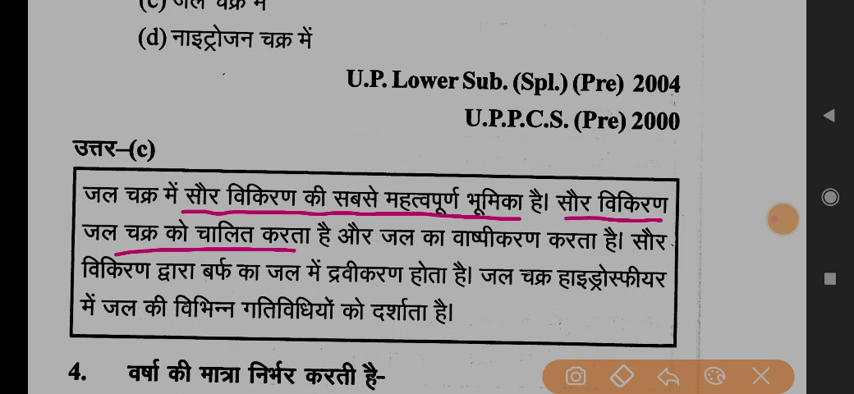 (c) जल चक्र में
(d) नाइट्रोजन चक्र में
U.P. Lower Sub. (Spl.) (Pre) 2004
U.P.P.C.S. (Pre) 2000
उत्तर–(c)
जल चक्र में सौर विकिरण की सबसे महत्वपूर्ण भूमिका है। सौर विकिरण
जल चक्र को चालित करता है और जल का वाष्पीकरण करता है। सौर
विकिरण द्वारा बर्फ का जल में द्रवीकरण होता है। जल चक्र हाइड्रोस्फीयर
में जल की विभिन्न गतिविधियों को दर्शाता है।
4. वर्षा की मात्रा निर्भर करती है-